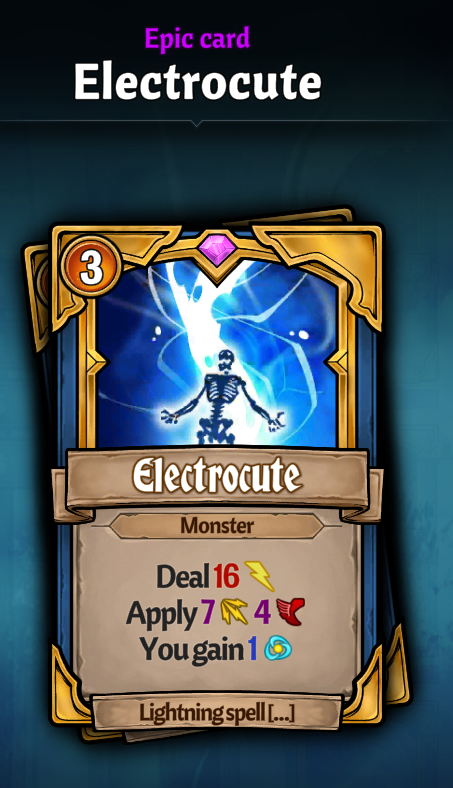 Epic card
Electrocute
3
Electrocute
Monster
Deal 16
Apply 7 4
You gain 1
Lightning spell [...]